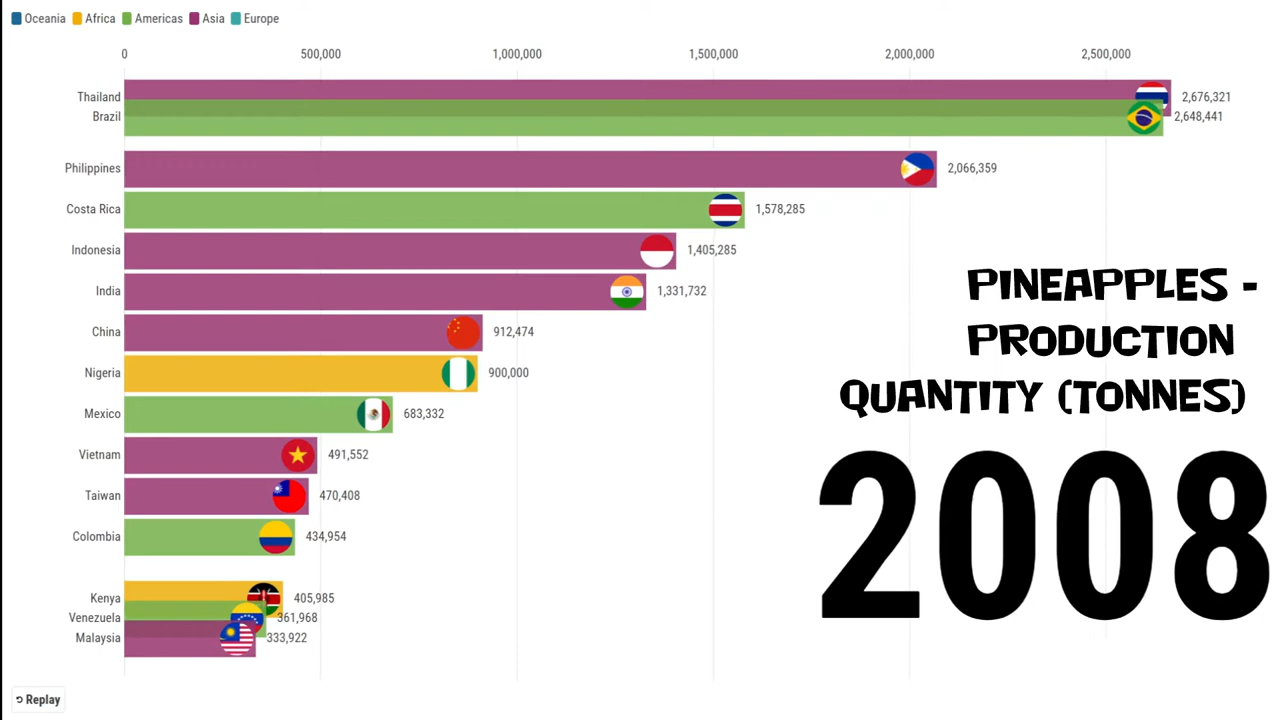 Oceania Africa Americas Asia Europe
0 500,000 1,000,000 1,500,000 2,000,000 2,500,000
Thailand 2,676,321
Brazil 2,648,441
Philippines 2,066,359
Costa Rica 1,578,285
Indonesia 1,405,285
India 1,331,732
China 912,474
Nigeria 900,000
Mexico 683,332
Vietnam 491,552
Taiwan 470,408
Colombia 434,954
Kenya 405,985
Venezuela 361,968
Malaysia 333,922
PINEAPPLES -
PRODUCTION
QUANTITY (TONNES)
2008
Replay